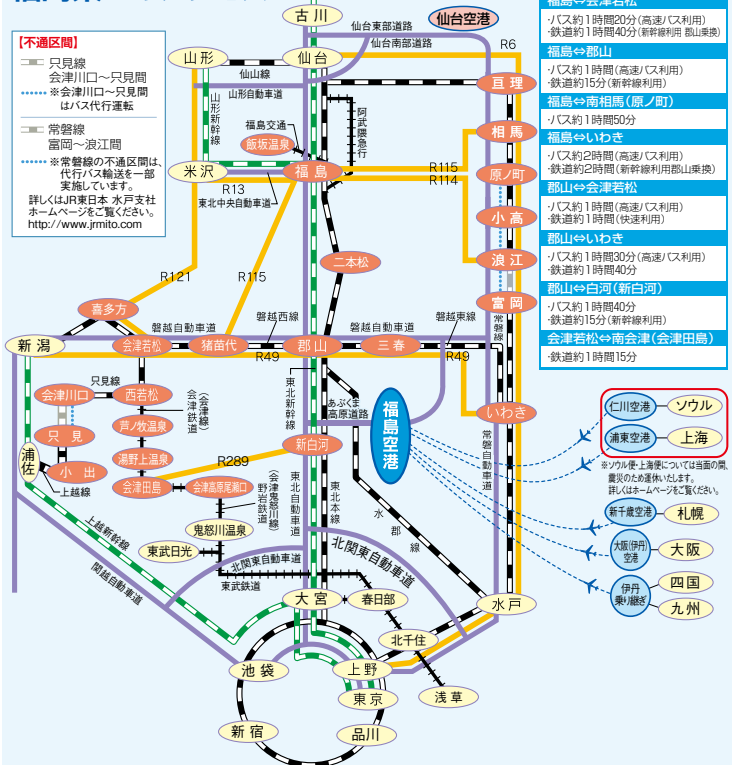 古川
仙台空港
仙台東部道路
仙台南部道路
R6
【不通区間】
只見線
会津川口〜只見間
※会津川口〜只見間
はバス代行運転
常磐線
富岡〜浪江間
※常磐線の不通区間は、
代行バス輸送を一部
実施しています。
詳しくはJR東日本 水戸支社
ホームページをご覧ください。
http://www.jrmito.com
山形
仙台
仙山線
山形自動車道
山形新幹線
阿武隈急行
福島交通
飯坂温泉
亘理
相馬
原ノ町
小高
浪江
富岡
常磐線
米沢
福島
R13
東北中央自動車道
R115
R114
R121
R115
二本松
喜多方
新潟
会津若松
猪苗代
郡山
三春
磐越自動車道
磐越西線
磐越自動車道
磐越東線
R49
R49
只見線
会津川口
西若松
只見
小出
上越線
浦佐
芦ノ牧温泉
湯野上温泉
会津田島
会津高原尾瀬口
(会津線)
会津鉄道
東北新幹線
あぶくま
高原道路
福島空港
いわき
常磐自動車道
新白河
R289
(会津鬼怒川線)
野岩鉄道
東北自動車道
東北本線
水郡線
鬼怒川温泉
東武日光
北関東自動車道
北関東自動車道
東武鉄道
上越新幹線
関越自動車道
大宮
春日部
水戸
北千住
池袋
上野
東京
浅草
新宿
品川
福島⇔会津若松
・バス約1時間20分(高速バス利用)
・鉄道約1時間40分(新幹線利用 郡山乗換)
福島⇔郡山
・バス約1時間(高速バス利用)
・鉄道約15分(新幹線利用)
福島⇔南相馬(原ノ町)
・バス約1時間50分
福島⇔いわき
・バス約2時間(高速バス利用)
・鉄道約2時間(新幹線利用郡山乗換)
郡山⇔会津若松
・バス約1時間(高速バス利用)
・鉄道約1時間(快速利用)
郡山⇔いわき
・バス約1時間30分(高速バス利用)
・鉄道約1時間40分
郡山⇔白河(新白河)
・バス約1時間40分
・鉄道約15分(新幹線利用)
会津若松⇔南会津(会津田島)
・鉄道約1時間15分
仁川空港
ソウル
浦東空港
上海
※ソウル便・上海便については当面の間、
震災のため運休いたします。
詳しくはホームページをご覧ください。
新千歳空港
札幌
大阪(伊丹)
空港
大阪
伊丹
乗り継ぎ
四国
九州